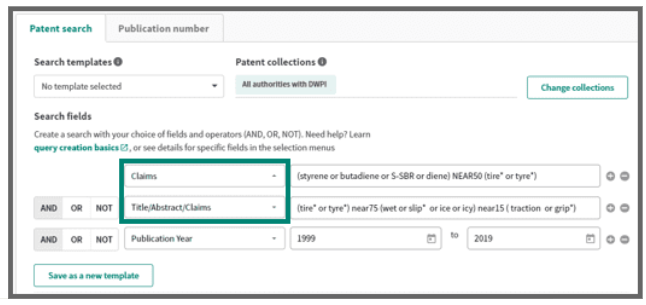 Patent search Publication number
Search templates Patent collections
No template selected All authorities with DWPI Change collections
Search fields
Create a search with your choice of fields and operators (AND, OR, NOT). Need help? Learn
query creation basics, or see details for specific fields in the selection menus
Claims (styrene or butadiene or S-SBR or diene) NEAR50 (tire* or tyre*)
AND OR NOT Title/Abstract/Claims (tire* or tyre*) near75 (wet or slip* or ice or icy) near15 ( traction or grip*)
AND OR NOT Publication Year 1999 to 2019
Save as a new template